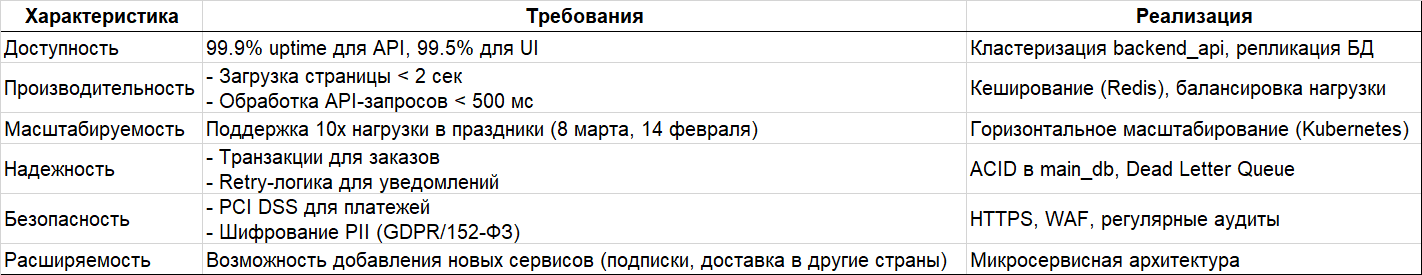 Характеристика Требования Реализация
Доступность 99.9% uptime для API, 99.5% для UI Кластеризация backend_api, репликация БД
Производительность - Загрузка страницы < 2 сек
- Обработка API-запросов < 500 мс Кеширование (Redis), балансировка нагрузки
Масштабируемость Поддержка 10x нагрузки в праздники (8 марта, 14 февраля) Горизонтальное масштабирование (Kubernetes)
Надежность - Транзакции для заказов
- Retry-логика для уведомлений ACID в main_db, Dead Letter Queue
Безопасность - PCI DSS для платежей
- Шифрование PII (GDPR/152-ФЗ) HTTPS, WAF, регулярные аудиты
Расширяемость Возможность добавления новых сервисов (подписки, доставка в другие страны) Микросервисная архитектура